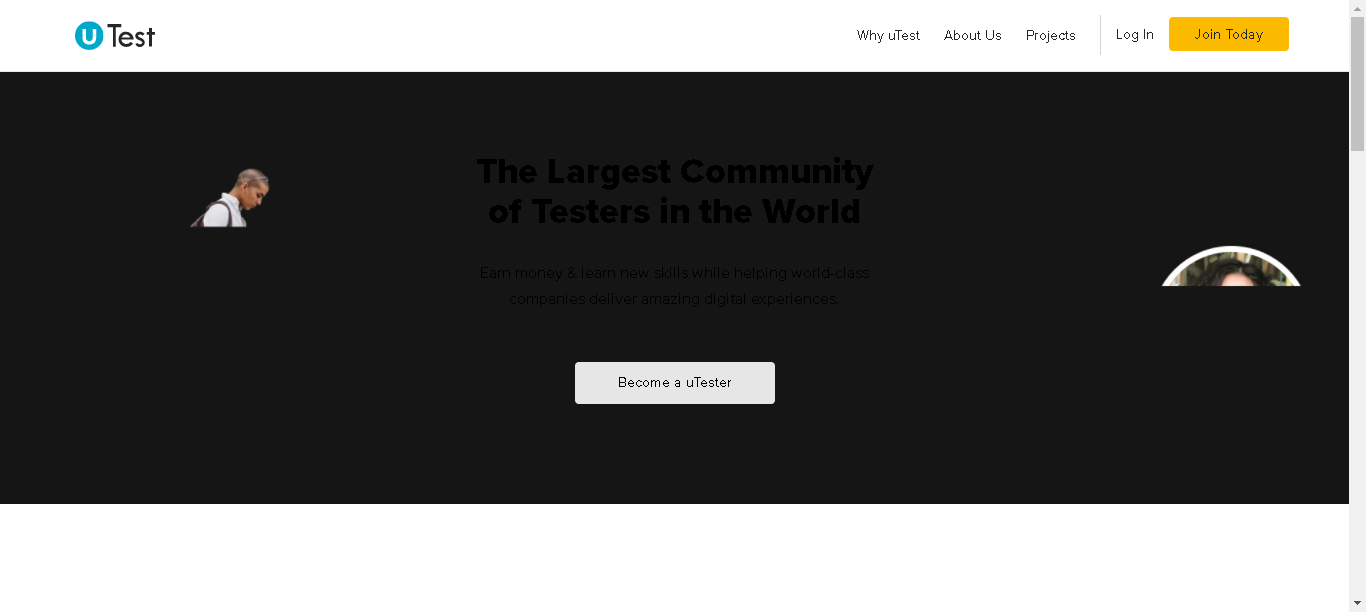 uTest
Why uTest
About Us
Projects
Log In
Join Today
The Largest Community
of Testers in the World
Earn money & learn new skills while helping world-class
companies deliver amazing digital experiences.
Become a uTester